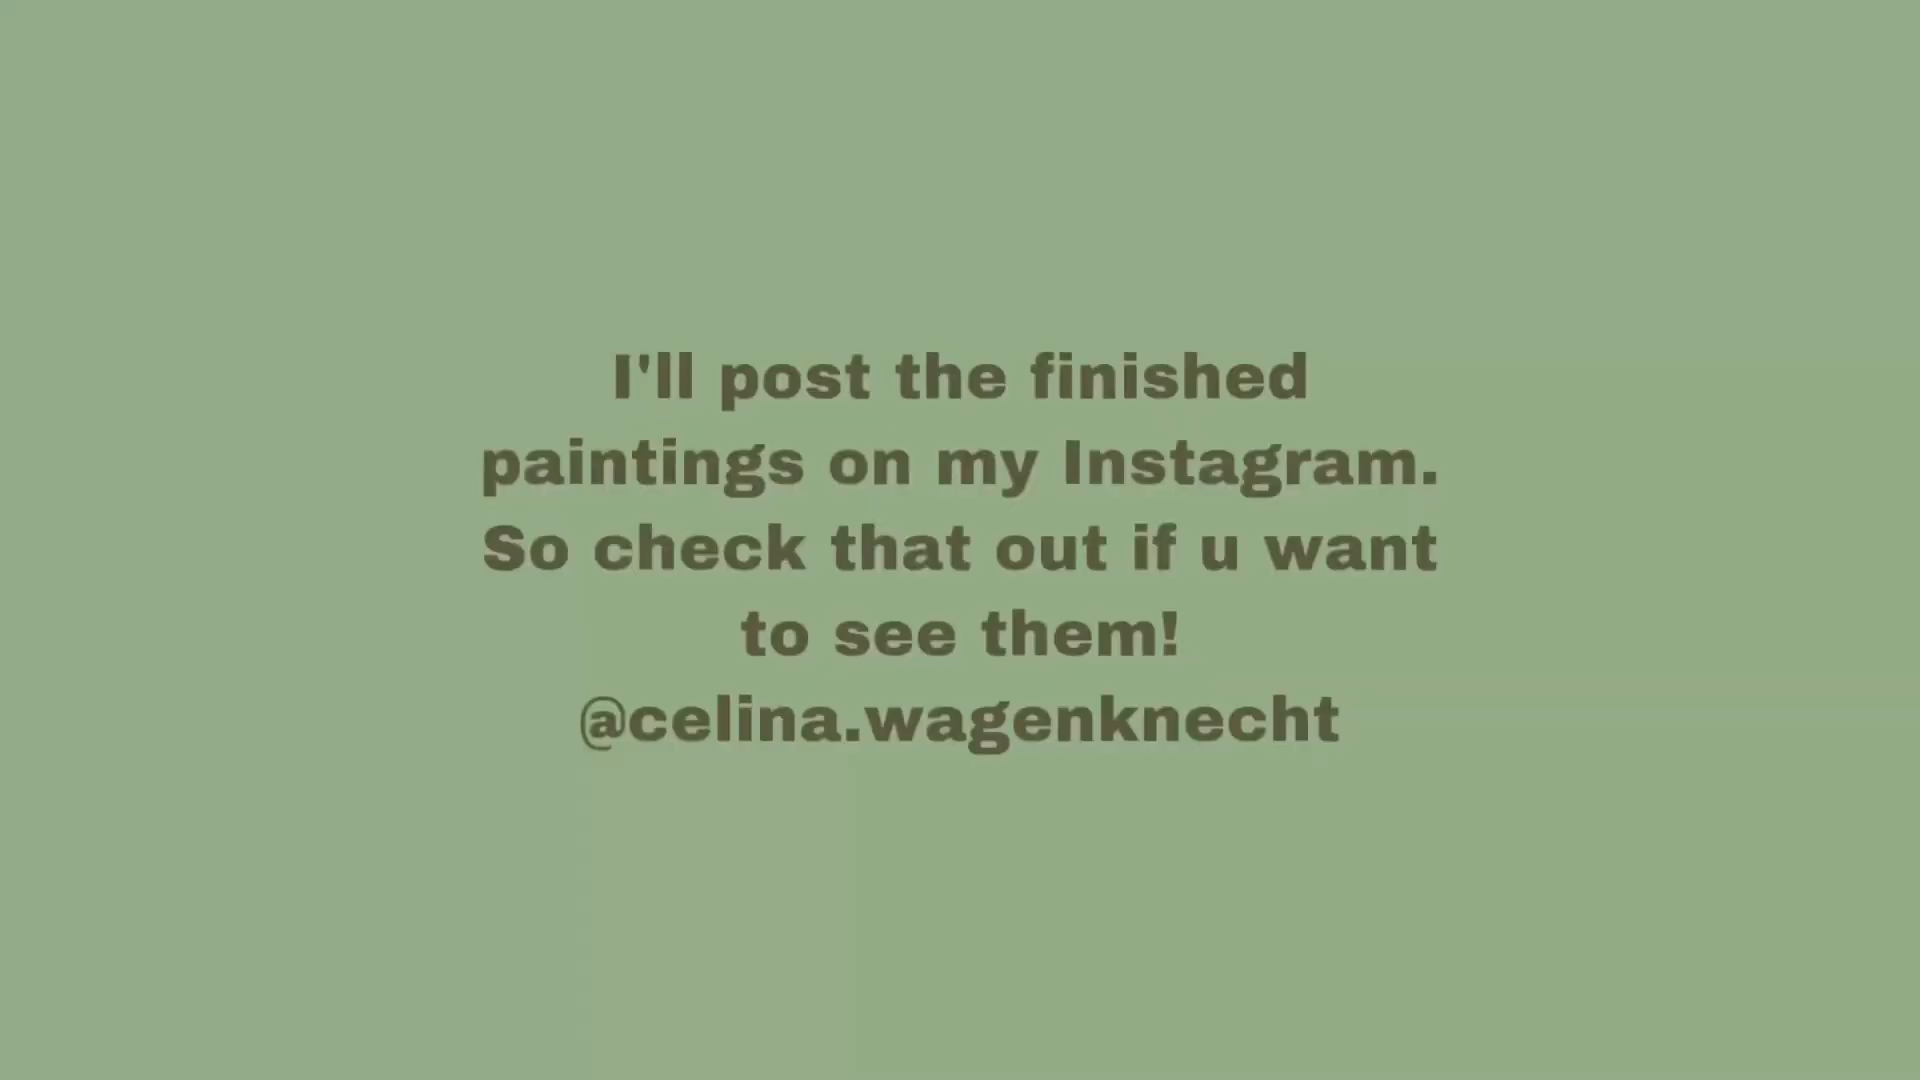 I'll post the finished
paintings on my Instagram.
So check that out if u want
to see them!
@celina.wagenknecht